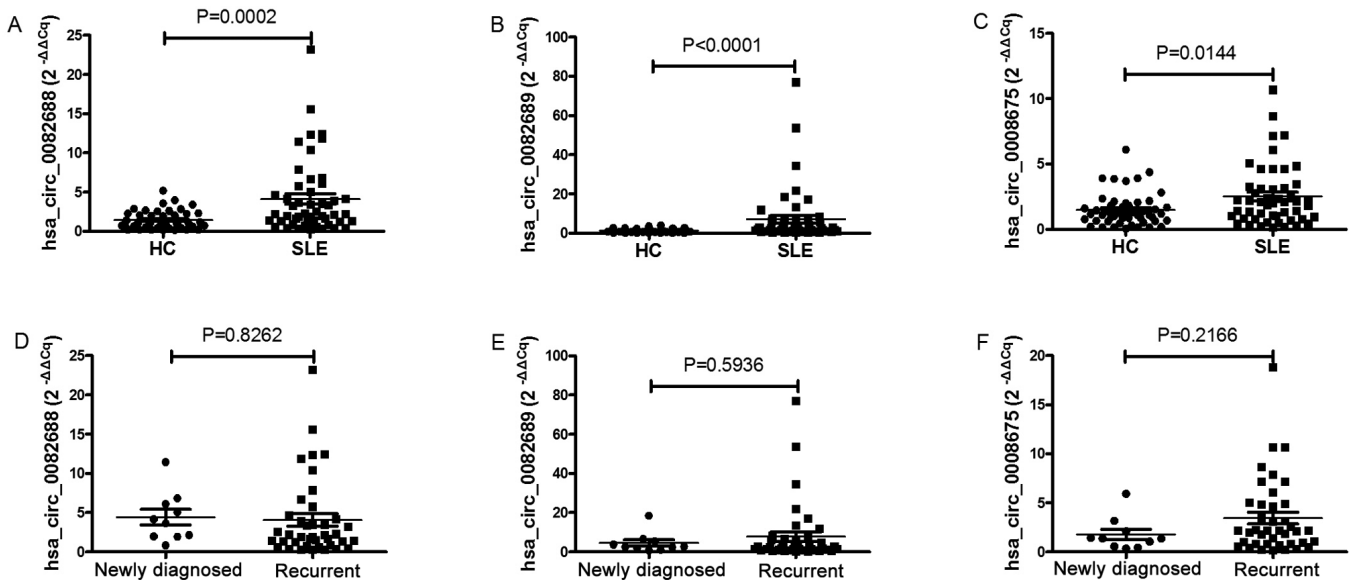 A
hsa_circ_0082688 (2 -ΔΔCq)
P=0.0002
25
20
15
10
5
0
HC SLE
B
hsa_circ_0082689 (2 -ΔΔCq)
P<0.0001
100
80
60
40
20
0
HC SLE
C
hsa_circ_0008675 (2 -ΔΔCq)
P=0.0144
15
10
5
0
HC SLE
D
hsa_circ_0082688 (2 -ΔΔCq)
P=0.8262
25
20
15
10
5
0
Newly diagnosed Recurrent
E
hsa_circ_0082689 (2 -ΔΔCq)
P=0.5936
100
80
60
40
20
0
Newly diagnosed Recurrent
F
hsa_circ_0008675 (2 -ΔΔCq)
P=0.2166
20
15
10
5
0
Newly diagnosed Recurrent